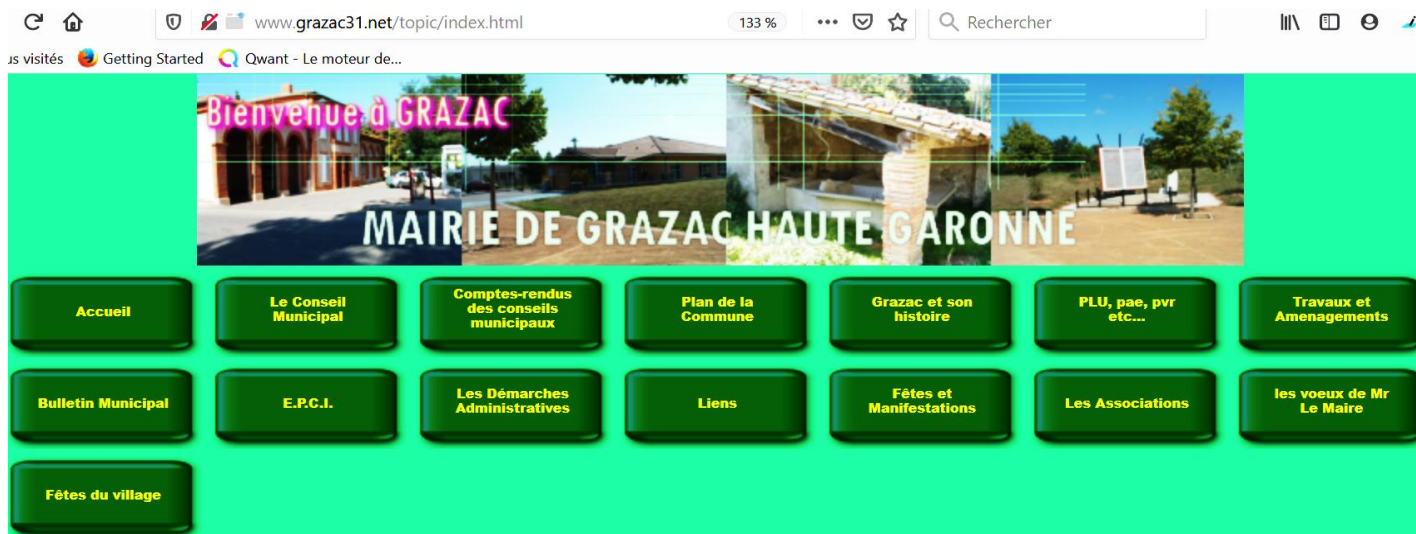 www.grazac31.net/topic/index.html
133 %
Rechercher
us visités
Getting Started
Qwant - Le moteur de...
Bienvenue à GRAZAC
MAIRIE DE GRAZAC HAUTE GARONNE
Accueil
Le Conseil
Municipal
Comptes-rendus
des conseils
municipaux
Plan de la
Commune
Grazac et son
histoire
PLU, pae, pvr
etc...
Travaux et
Amenagements
Bulletin Municipal
E.P.C.I.
Les Démarches
Administratives
Liens
Fêtes et
Manifestations
Les Associations
les voeux de Mr
Le Maire
Fêtes du village